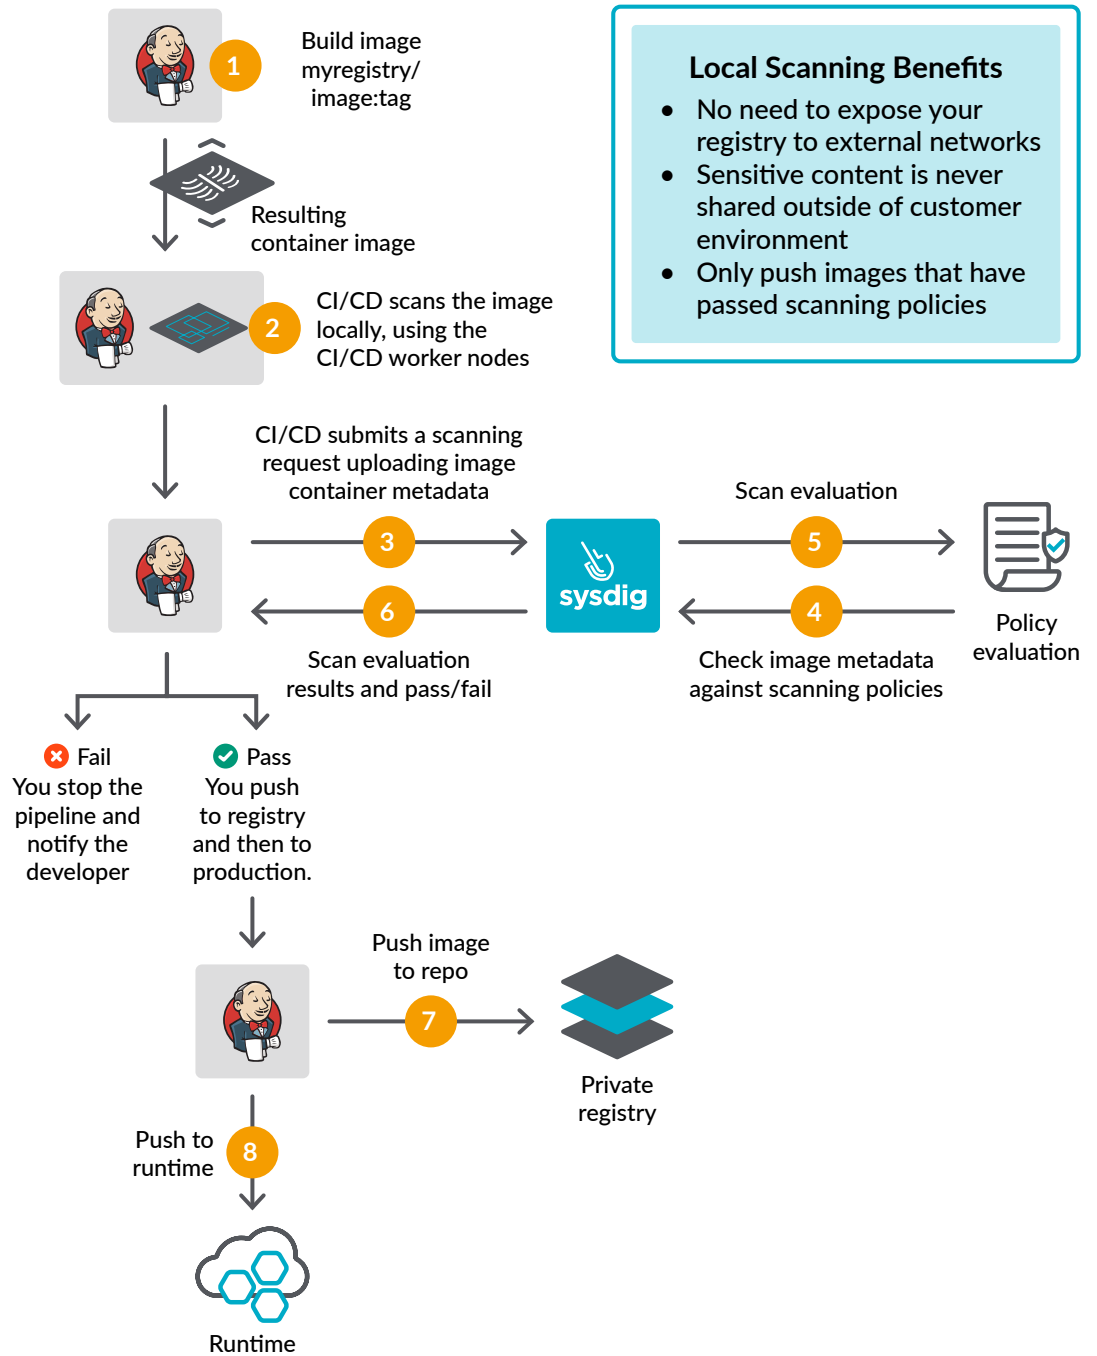 1
Build image
myregistry/
image:tag
Local Scanning Benefits
• No need to expose your
registry to external networks
• Sensitive content is never
shared outside of customer
environment
• Only push images that have
passed scanning policies
Resulting
container image
2
CI/CD scans the image
locally, using the
CI/CD worker nodes
CI/CD submits a scanning
request uploading image
container metadata
3
sysdig
Scan evaluation
5
6
Scan evaluation
results and pass/fail
4
Check image metadata
against scanning policies
Policy
evaluation
Fail
You stop the
pipeline and
notify the
developer
Pass
You push
to registry
and then to
production.
Push image
to repo
7
Private
registry
Push to
runtime
8
Runtime